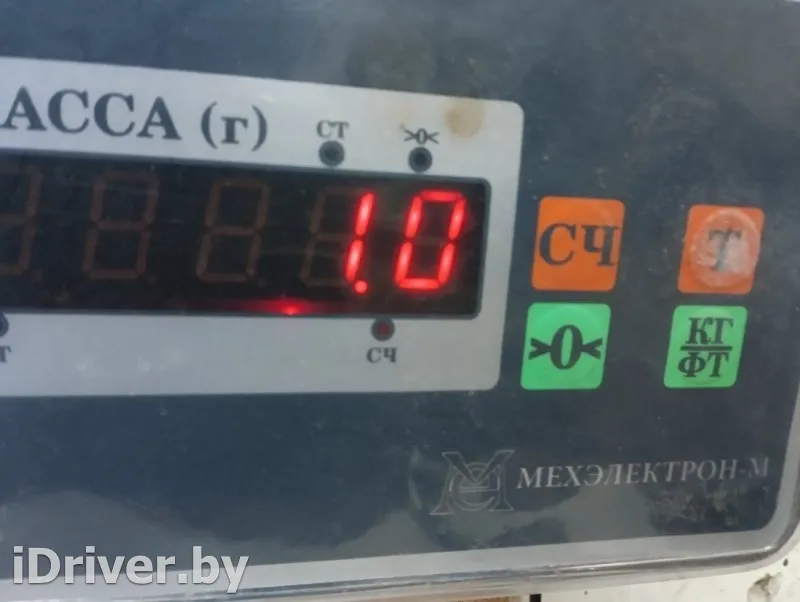 АССА (г)
СТ >0<
1.0
Т СЧ
СЧ Т
>0< КГ
ФТ
МЕХЭЛЕКТРОН-М
iDriver.by